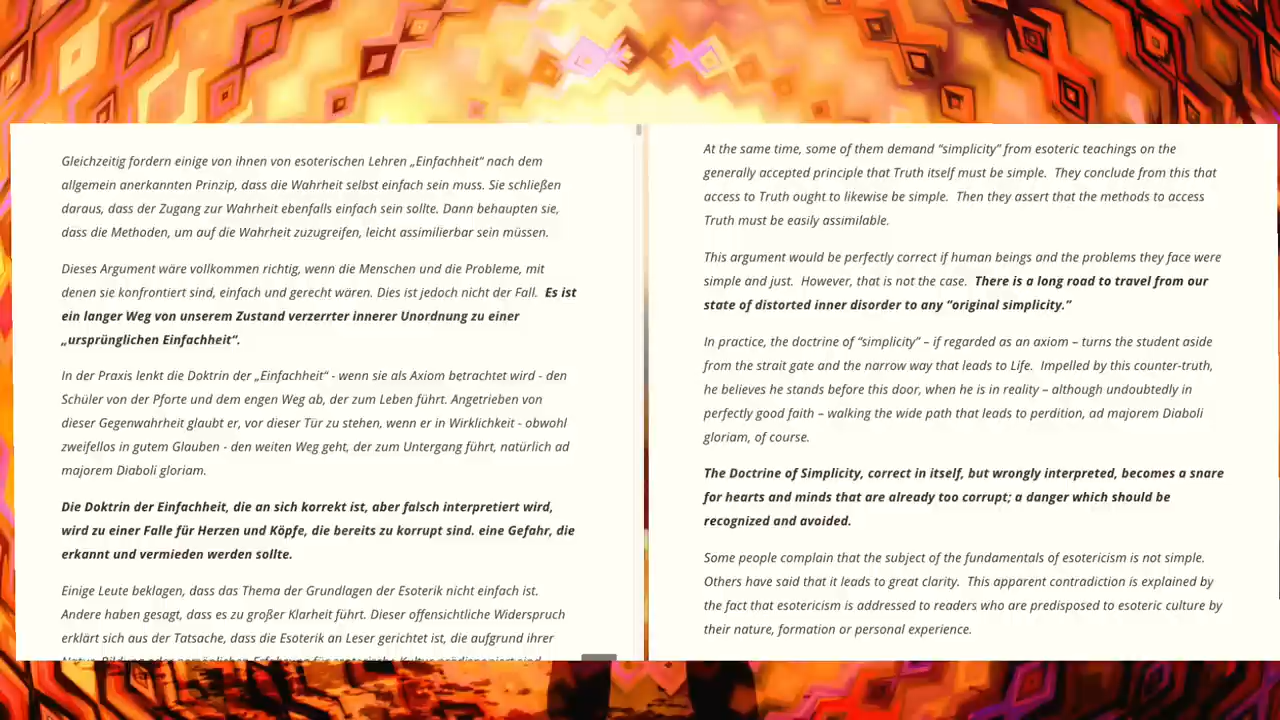 Gleichzeitig fordern einige von ihnen von esoterischen Lehren „Einfachheit“ nach dem
allgemein anerkannten Prinzip, dass die Wahrheit selbst einfach sein muss. Sie schließen
daraus, dass der Zugang zur Wahrheit ebenfalls einfach sein sollte. Dann behaupten sie,
dass die Methoden, um auf die Wahrheit zuzugreifen, leicht assimilierbar sein müssen.
Dieses Argument wäre vollkommen richtig, wenn die Menschen und die Probleme, mit
denen sie konfrontiert sind, einfach und gerecht wären. Dies ist jedoch nicht der Fall. Es ist
ein langer Weg von unserem Zustand verzerrter innerer Unordnung zu einer
„ursprünglichen Einfachheit“.
In der Praxis lenkt die Doktrin der „Einfachheit“ - wenn sie als Axiom betrachtet wird - den
Schüler von der Pforte und dem engen Weg ab, der zum Leben führt. Angetrieben von
dieser Gegenwahrheit glaubt er, vor dieser Tür zu stehen, wenn er in Wirklichkeit - obwohl
zweifellos in gutem Glauben - den weiten Weg geht, der zum Untergang führt, natürlich ad
majorem Diaboli gloriam.
Die Doktrin der Einfachheit, die an sich korrekt ist, aber falsch interpretiert wird,
wird zu einer Falle für Herzen und Köpfe, die bereits zu korrupt sind. eine Gefahr, die
erkannt und vermieden werden sollte.
Einige Leute beklagen, dass das Thema der Grundlagen der Esoterik nicht einfach ist.
Andere haben gesagt, dass es zu großer Klarheit führt. Dieser offensichtliche Widerspruch
erklärt sich aus der Tatsache, dass die Esoterik an Leser gerichtet ist, die aufgrund ihrer
Natur, Bildung oder persönlichen Erfahrung für esoterische Kultur prädisponiert sind.
At the same time, some of them demand “simplicity” from esoteric teachings on the
generally accepted principle that Truth itself must be simple. They conclude from this that
access to Truth ought to likewise be simple. Then they assert that the methods to access
Truth must be easily assimilable.
This argument would be perfectly correct if human beings and the problems they face were
simple and just. However, that is not the case. There is a long road to travel from our
state of distorted inner disorder to any “original simplicity.”
In practice, the doctrine of “simplicity” – if regarded as an axiom – turns the student aside
from the strait gate and the narrow way that leads to Life. Impelled by this counter-truth,
he believes he stands before this door, when he is in reality – although undoubtedly in
perfectly good faith – walking the wide path that leads to perdition, ad majorem Diaboli
gloriam, of course.
The Doctrine of Simplicity, correct in itself, but wrongly interpreted, becomes a snare
for hearts and minds that are already too corrupt; a danger which should be
recognized and avoided.
Some people complain that the subject of the fundamentals of esotericism is not simple.
Others have said that it leads to great clarity. This apparent contradiction is explained by
the fact that esotericism is addressed to readers who are predisposed to esoteric culture by
their nature, formation or personal experience.